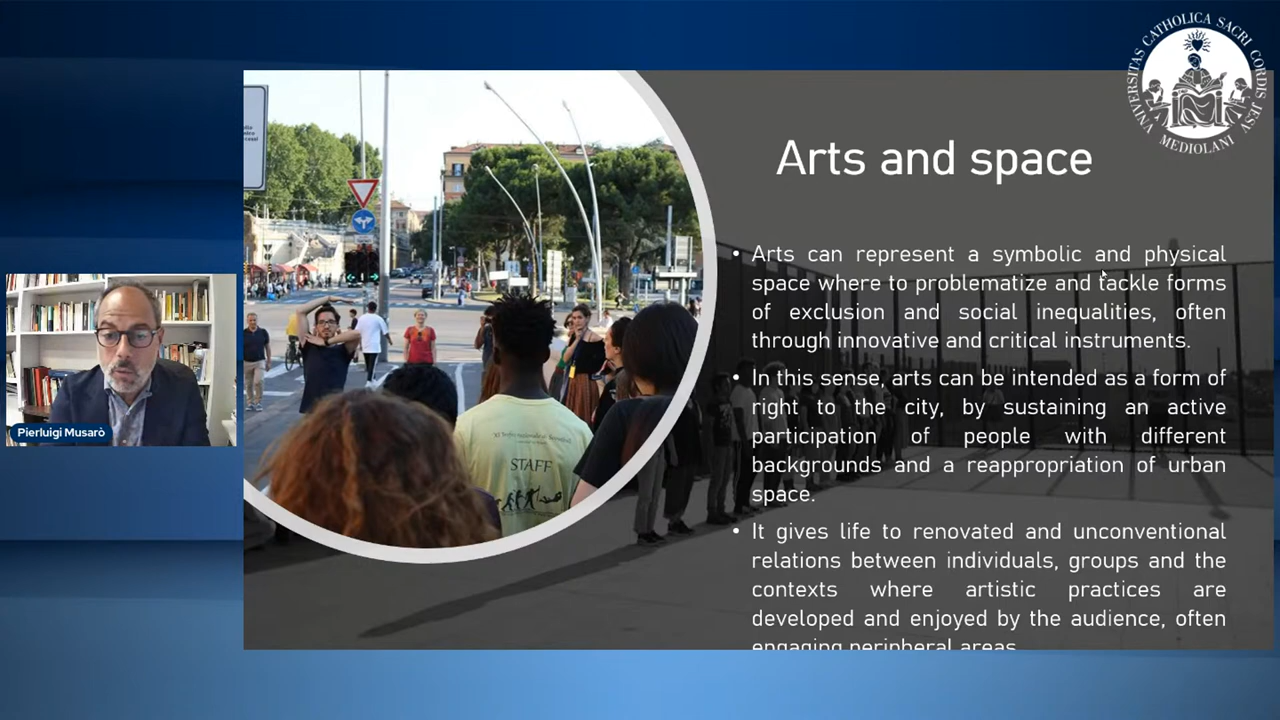 UNIVERSITAS CATHOLICA SACRI CORDIS JESV
MEDIOLANI
Arts and space
• Arts can represent a symbolic and physical
space where to problematize and tackle forms
of exclusion and social inequalities, often
through innovative and critical instruments.
• In this sense, arts can be intended as a form of
right to the city, by sustaining an active
participation of people with different
backgrounds and a reappropriation of urban
space.
• It gives life to renovated and unconventional
relations between individuals, groups and the
contexts where artistic practices are
developed and enjoyed by the audience, often
engaging peripheral areas.
STAFF
Pierluigi Musarò